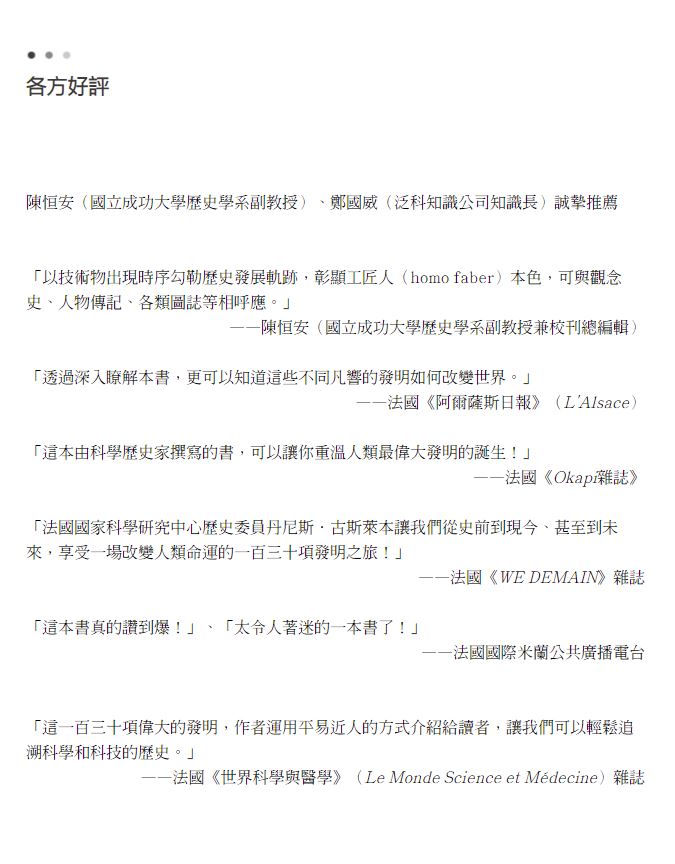 各方好評
陳恒安（國立成功大學歷史學系副教授）、鄭國威（泛科知識公司知識長）誠摯推薦
「以技術物出現時序勾勒歷史發展軌跡，彰顯工匠人（homo faber）本色，可與觀念
史、人物傳記、各類圖誌等相呼應。」
——陳恒安（國立成功大學歷史學系副教授兼校刊總編輯）
「透過深入瞭解本書，更可以知道這些不同凡響的發明如何改變世界。」
——法國《阿爾薩斯日報》（L'Alsace）
「這本由科學歷史家撰寫的書，可以讓你重溫人類最偉大發明的誕生！」
——法國《Okapi雜誌》
「法國國家科學研究中心歷史委員丹尼斯．古斯萊本讓我們從史前到現今、甚至到未
來，享受一場改變人類命運的一百三十項發明之旅！」
——法國《WE DEMAIN》雜誌
「這本書真的讚到爆！」、「太令人著迷的一本書了！」
——法國國際米蘭公共廣播電台
「這一百三十項偉大的發明，作者運用平易近人的方式介紹給讀者，讓我們可以輕鬆追
溯科學和科技的歷史。」
——法國《世界科學與醫學》（Le Monde Science et Médecine）雜誌